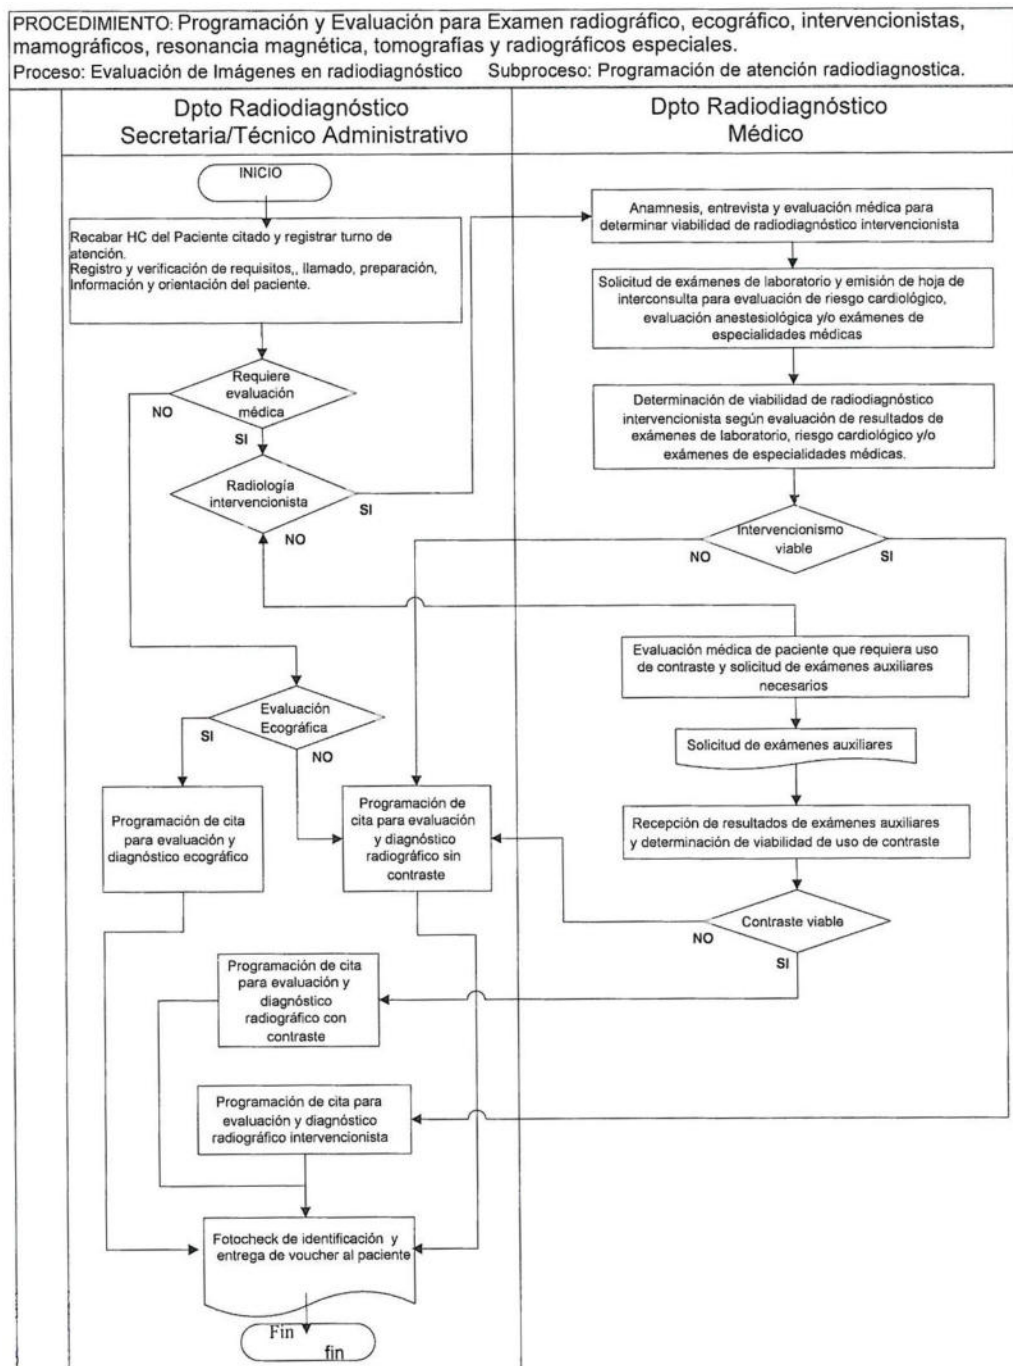 PROCEDIMIENTO: Programación y Evaluación para Examen radiográfico, ecográfico, intervencionistas,
mamográficos, resonancia magnética, tomografías y radiográficos especiales.
Proceso: Evaluación de Imágenes en radiodiagnóstico Subproceso: Programación de atención radiodiagnostica.
Dpto Radiodiagnóstico
Secretaria/Técnico Administrativo
Dpto Radiodiagnóstico
Médico
INICIO
Recabar HC del Paciente citado y registrar turno de
atención.
Registro y verificación de requisitos,, llamado, preparación,
Información y orientación del paciente.
Anamnesis, entrevista y evaluación médica para
determinar viabilidad de radiodiagnóstico intervencionista
Solicitud de exámenes de laboratorio y emisión de hoja de
interconsulta para evaluación de riesgo cardiológico,
evaluación anestesiológica y/o exámenes de
especialidades médicas
Requiere
evaluación
médica
NO
SI
Determinación de viabilidad de radiodiagnóstico
intervencionista según evaluación de resultados de
exámenes de laboratorio, riesgo cardiológico y/o
exámenes de especialidades médicas.
Radiología
intervencionista
SI
NO
Intervencionismo
viable
NO
SI
Evaluación médica de paciente que requiera uso
de contraste y solicitud de exámenes auxiliares
necesarios
Evaluación
Ecográfica
SI
NO
Solicitud de exámenes auxiliares
Programación de cita
para evaluación y
diagnóstico ecográfico
Programación de
cita para evaluación
y diagnóstico
radiográfico sin
contraste
Recepción de resultados de exámenes auxiliares
y determinación de viabilidad de uso de contraste
Contraste viable
NO
SI
Programación de cita
para evaluación y
diagnóstico
radiográfico con
contraste
Programación de cita para
evaluación y diagnóstico
radiográfico intervencionista
Fotocheck de identificación y
entrega de voucher al paciente
Fin
fin